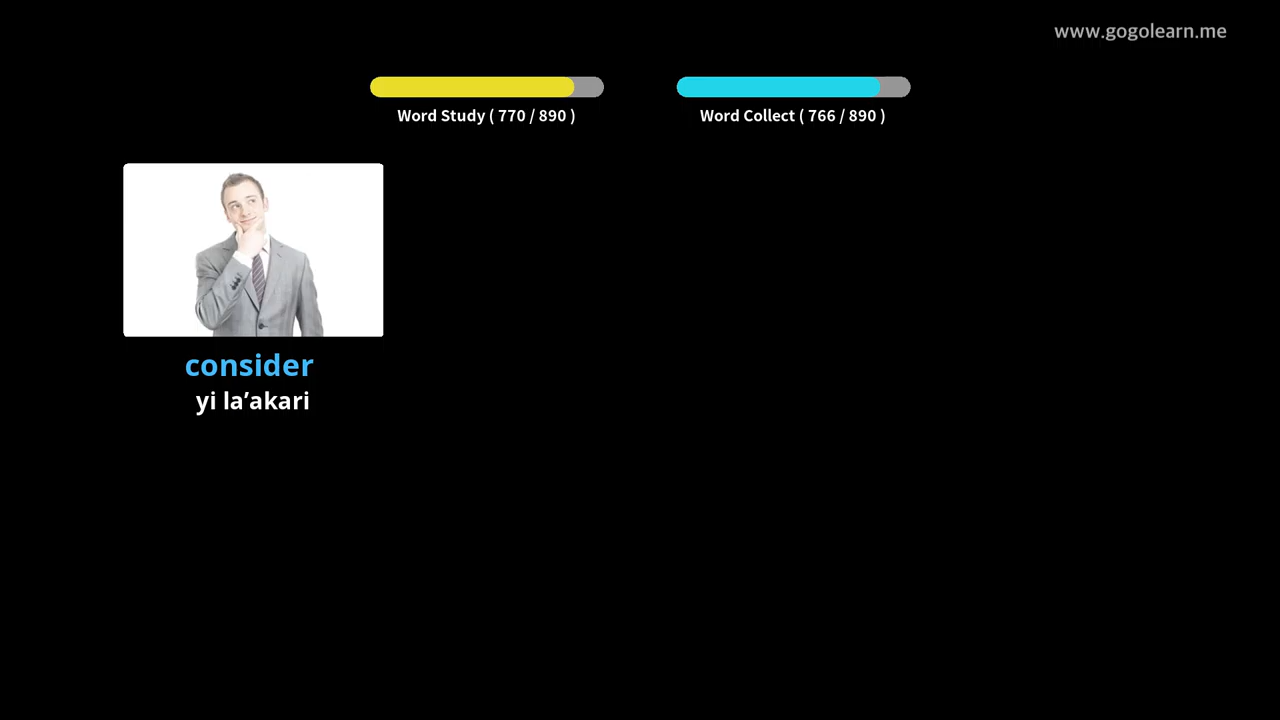 www.gogolearn.me
Word Study ( 770 / 890 )
Word Collect ( 766 / 890 )
consider
yi la’akari